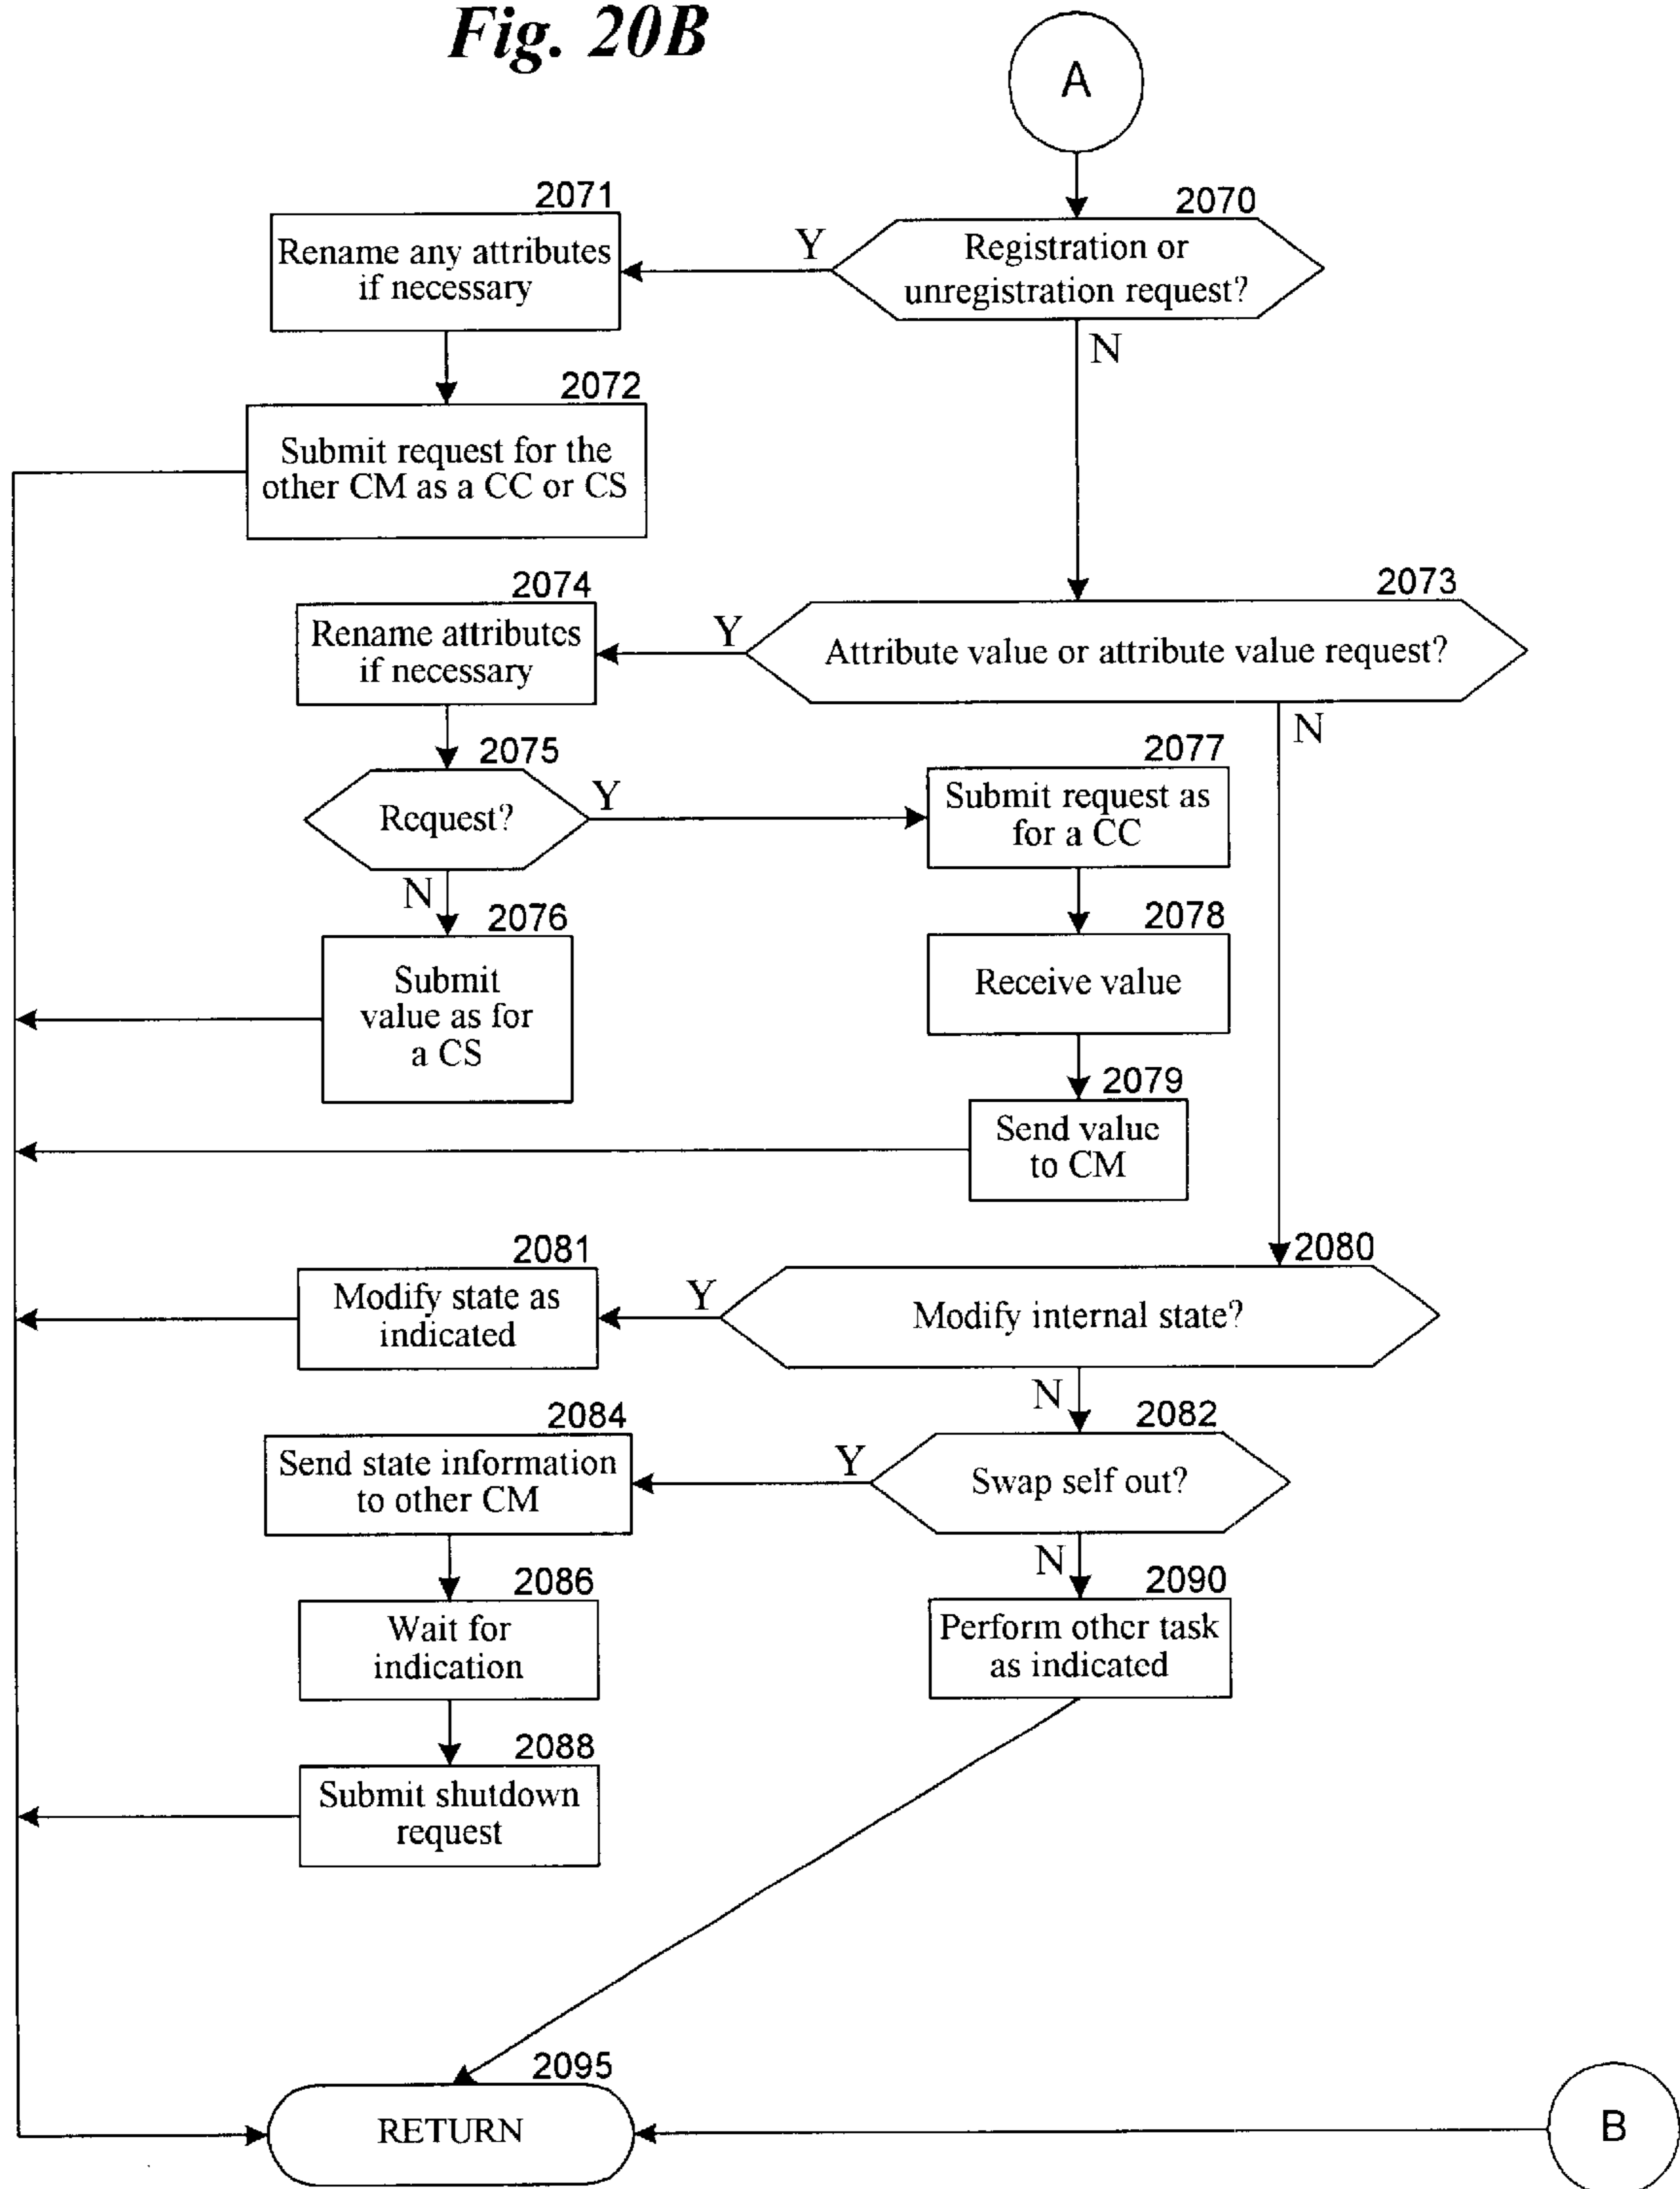 Fig. 20B
A
2070
Registration or
unregistration request?
Y
N
2071
Rename any attributes
if necessary
2072
Submit request for the
other CM as a CC or CS
2073
Attribute value or attribute value request?
Y
N
2074
Rename attributes
if necessary
2075
Request?
Y
N
2076
Submit
value as for
a CS
2077
Submit request as
for a CC
2078
Receive value
2079
Send value
to CM
2080
Modify internal state?
Y
N
2081
Modify state as
indicated
2082
Swap self out?
Y
N
2084
Send state information
to other CM
2086
Wait for
indication
2088
Submit shutdown
request
2090
Perform other task
as indicated
2095
RETURN
B